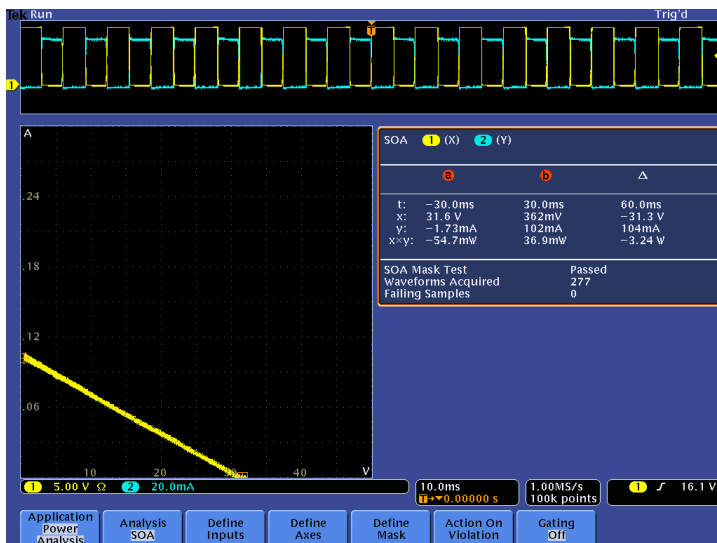 Tek Run Trig'd
T
1
A
.24
.18
.12
.06
10 20 30 40 V
SOA 1 (X) 2 (Y)
a b Δ
t: −30.0ms 30.0ms 60.0ms
x: 31.6 V 362mV −31.3 V
y: −1.73mA 102mA 104mA
x×y: −54.7mW 36.9mW −3.24 W
SOA Mask Test Passed
Waveforms Acquired 277
Failing Samples 0
1 5.00 V Ω 2 20.0mA
10.0ms
T→▼0.00000 s
1.00MS/s
100k points
1 ʃ 16.1 V
Application
Power
Analysis
Analysis
SOA
Define
Inputs
Define
Axes
Define
Mask
Action On
Violation
Gating
Off